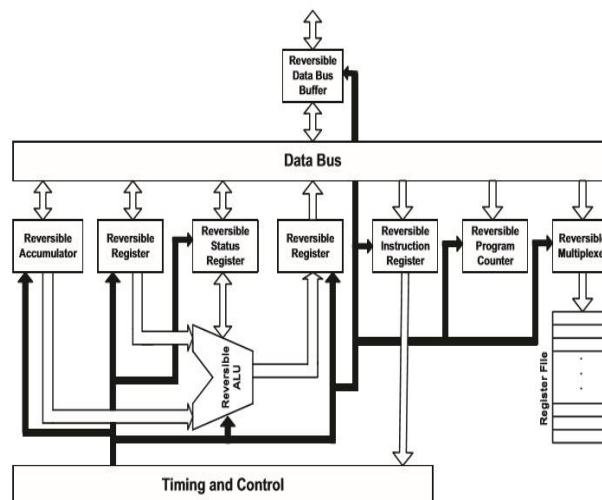 Reversible
Data Bus
Buffer
Data Bus
Reversible
Accumulator
Reversible
Register
Reversible
Status
Register
Reversible
Register
Reversible
Instruction
Register
Reversible
Program
Counter
Reversible
Multiplexe
Reversible
ALU
Register File
Timing and Control